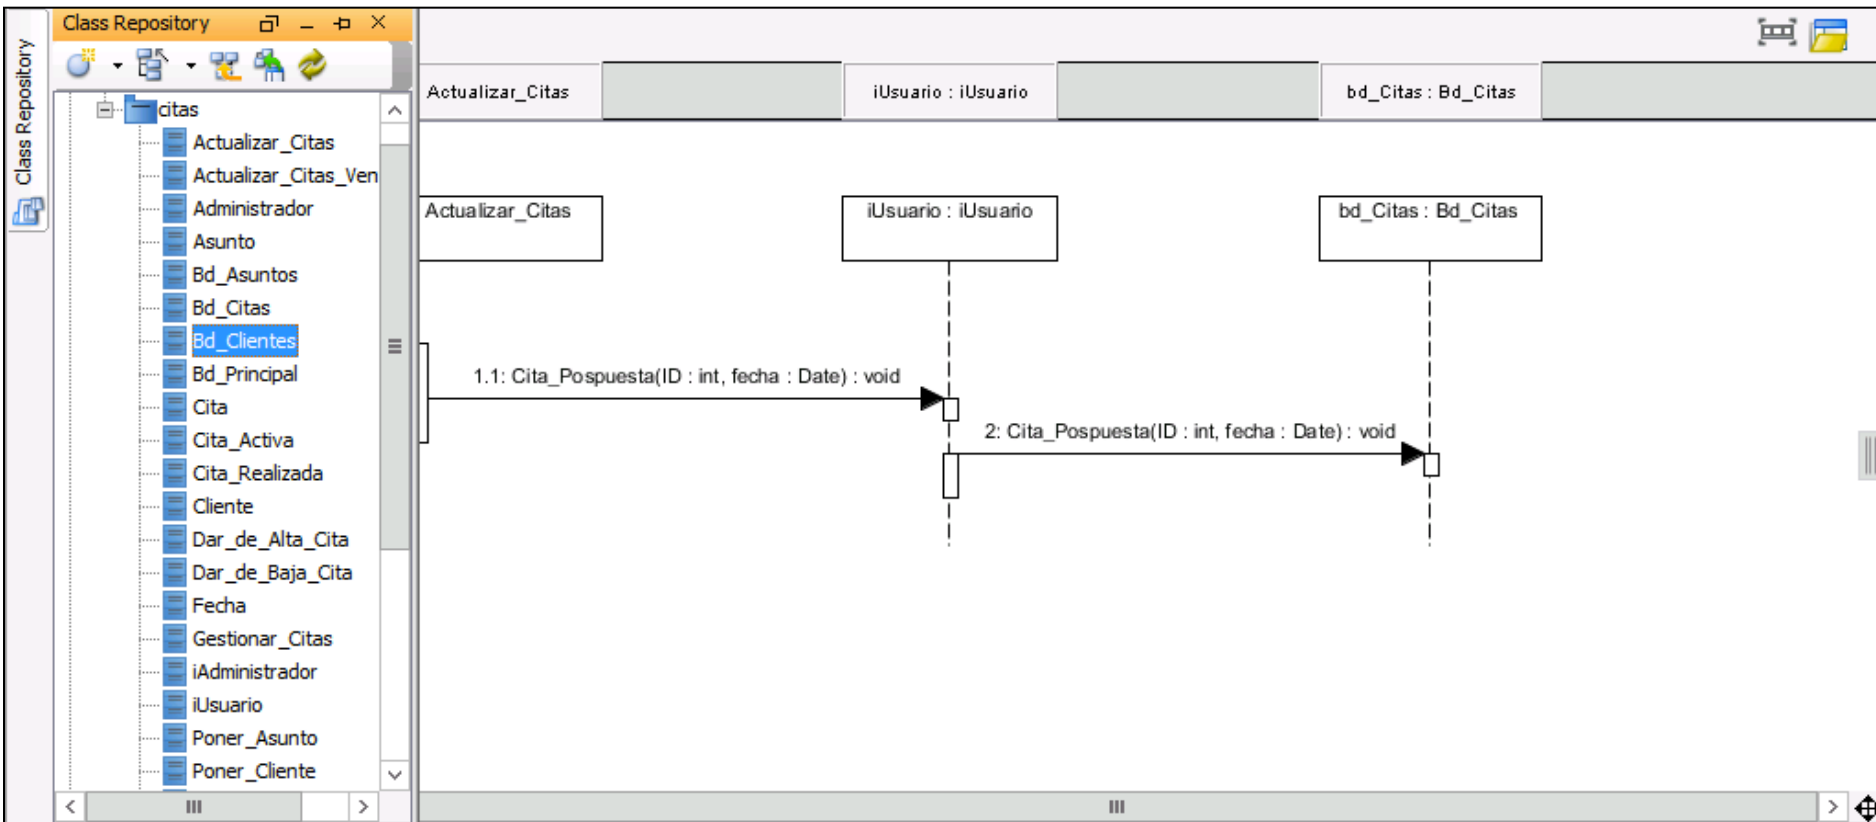 Class Repository
Class Repository
citas
Actualizar_Citas
Actualizar_Citas_Ven
Administrador
Asunto
Bd_Asuntos
Bd_Citas
Bd_Clientes
Bd_Principal
Cita
Cita_Activa
Cita_Realizada
Cliente
Dar_de_Alta_Cita
Dar_de_Baja_Cita
Fecha
Gestionar_Citas
iAdministrador
iUsuario
Poner_Asunto
Poner_Cliente
Actualizar_Citas
iUsuario : iUsuario
bd_Citas : Bd_Citas
Actualizar_Citas
iUsuario : iUsuario
bd_Citas : Bd_Citas
1.1: Cita_Pospuesta(ID : int, fecha : Date) : void
2: Cita_Pospuesta(ID : int, fecha : Date) : void